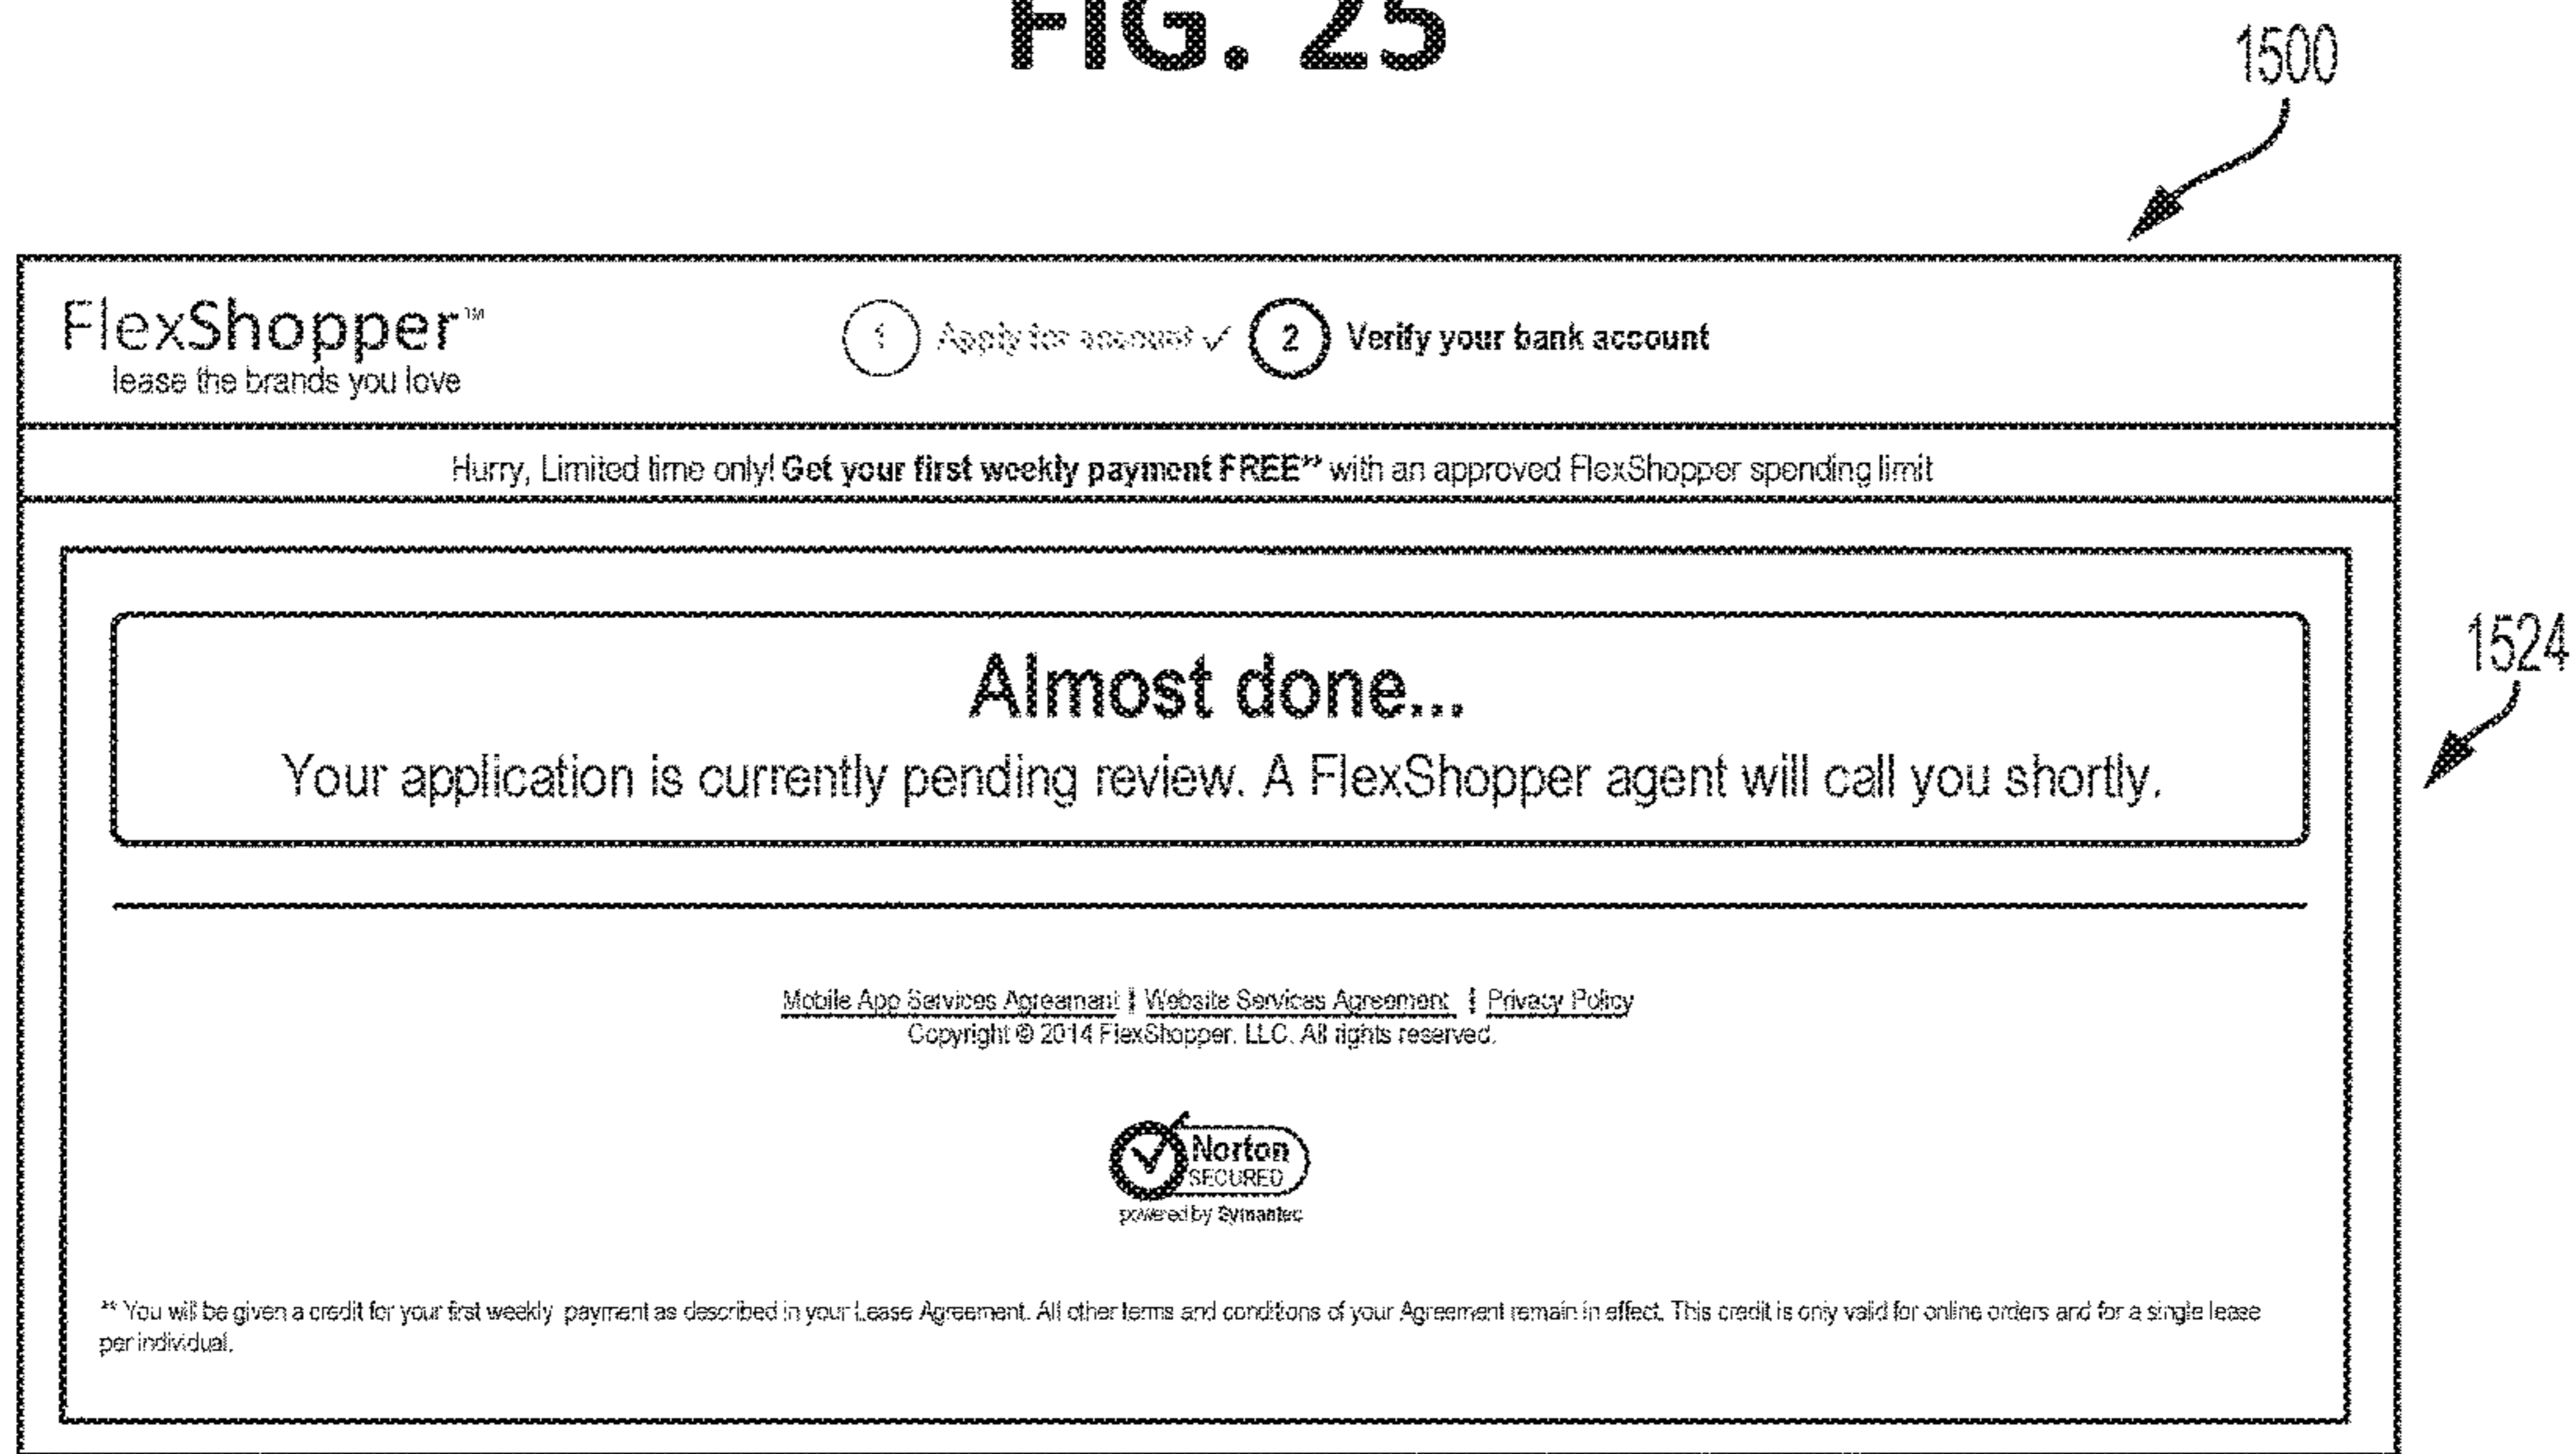 FIG. 25
1500
FlexShopper™
lease the brands you love
1 Apply for account ✓ 2 Verify your bank account
Hurry, Limited time only! Get your first weekly payment FREE** with an approved FlexShopper spending limit
1524
Almost done...
Your application is currently pending review. A FlexShopper agent will call you shortly.
Mobile App Services Agreement | Website Services Agreement | Privacy Policy
Copyright © 2014 FlexShopper, LLC. All rights reserved.
Norton
SECURED
powered by Symantec
** You will be given a credit for your first weekly payment as described in your Lease Agreement. All other terms and conditions of your Agreement remain in effect. This credit is only valid for online orders and for a single lease
per individual.